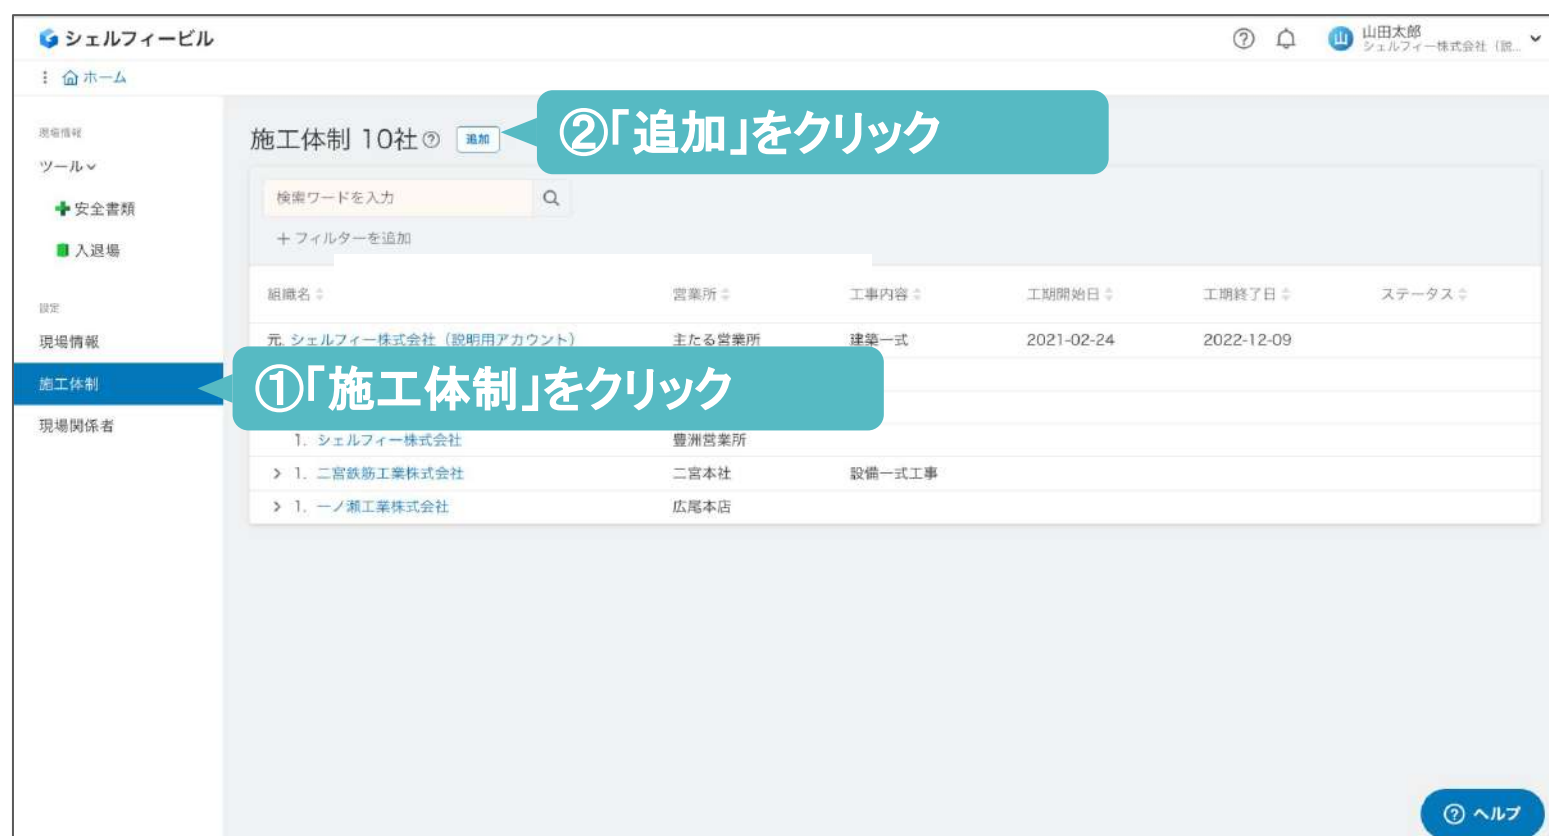 シェルフィービル
山田太郎
シェルフィー株式会社（説...
ホーム
現場情報
ツール
安全書類
入退場
設定
現場情報
施工体制
現場関係者
施工体制 10社
追加
②「追加」をクリック
検索ワードを入力
＋フィルターを追加
組織名 営業所 工事内容 工期開始日 工期終了日 ステータス
元. シェルフィー株式会社（説明用アカウント） 主たる営業所 建築一式 2021-02-24 2022-12-09
①「施工体制」をクリック
1. シェルフィー株式会社 豊洲営業所
1. 二宮鉄筋工業株式会社 二宮本社 設備一式工事
1. 一ノ瀬工業株式会社 広尾本店
山
ヘルプ